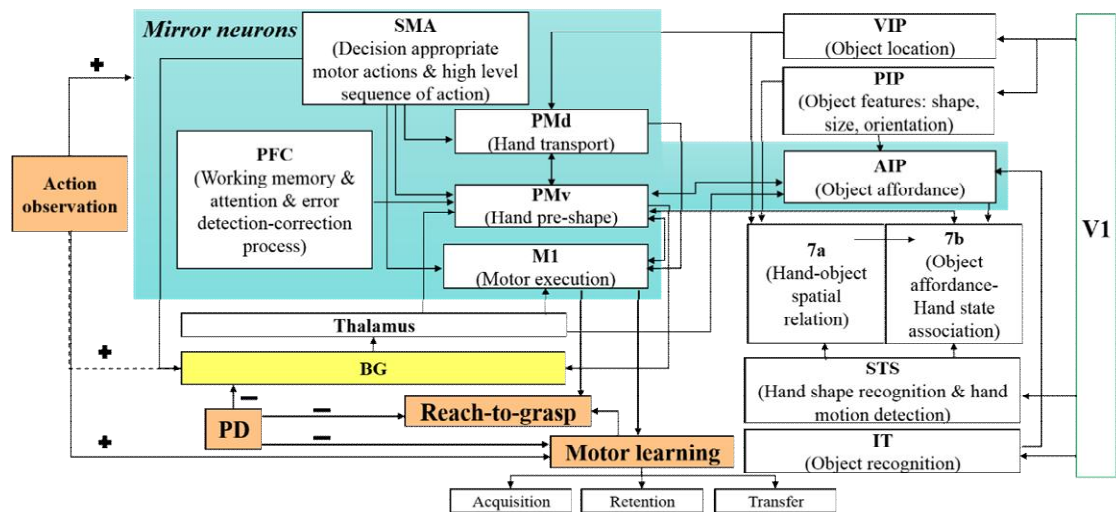 Mirror neurons
SMA
(Decision appropriate
motor actions & high level
sequence of action)
VIP
(Object location)
PIP
(Object features: shape,
size, orientation)
PMd
(Hand transport)
PFC
(Working memory &
attention & error
detection-correction
process)
AIP
(Object affordance)
Action
observation
PMv
(Hand pre-shape)
V1
7a
(Hand-object
spatial
relation)
7b
(Object
affordance-
Hand state
association)
M1
(Motor execution)
Thalamus
BG
STS
(Hand shape recognition & hand
motion detection)
PD
Reach-to-grasp
Motor learning
IT
(Object recognition)
Acquisition
Retention
Transfer
+
+
+
−
−
−